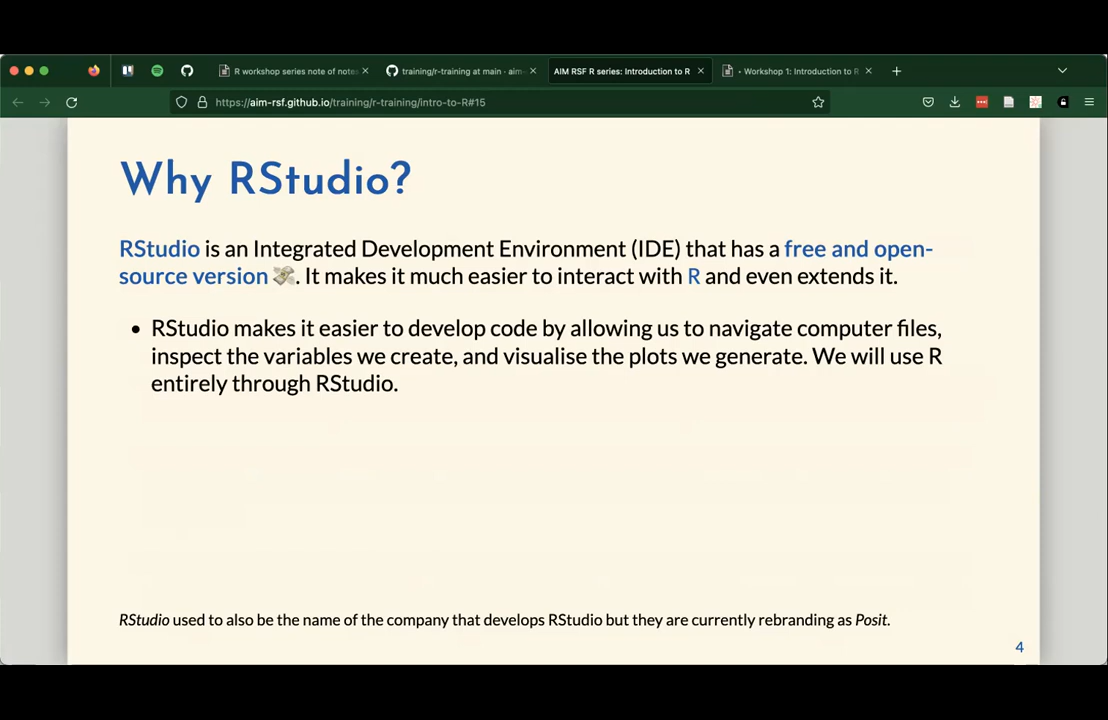 R workshop series note of note
training/r-training at main · aim-
AIM RSF R series: Introduction to R
- Workshop 1: Introduction to R
https://aim-rsf.github.io/training/r-training/intro-to-R#15
Why RStudio?
RStudio is an Integrated Development Environment (IDE) that has a free and open-
source version 💸. It makes it much easier to interact with R and even extends it.
• RStudio makes it easier to develop code by allowing us to navigate computer files,
inspect the variables we create, and visualise the plots we generate. We will use R
entirely through RStudio.
RStudio used to also be the name of the company that develops RStudio but they are currently rebranding as Posit.
4